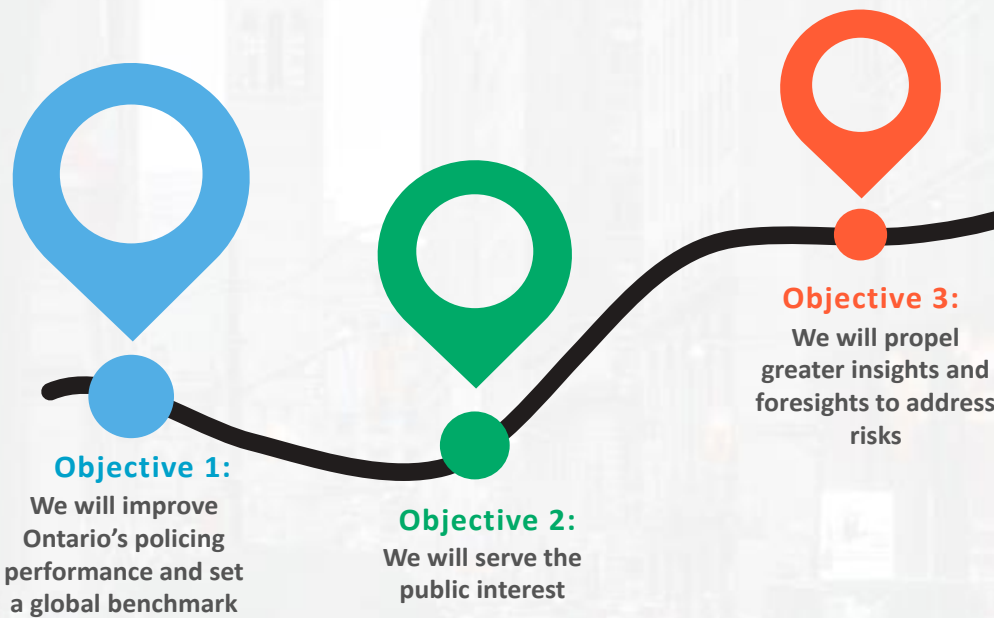 Objective 1:
We will improve
Ontario’s policing
performance and set
a global benchmark
Objective 2:
We will serve the
public interest
Objective 3:
We will propel
greater insights and
foresights to address
risks